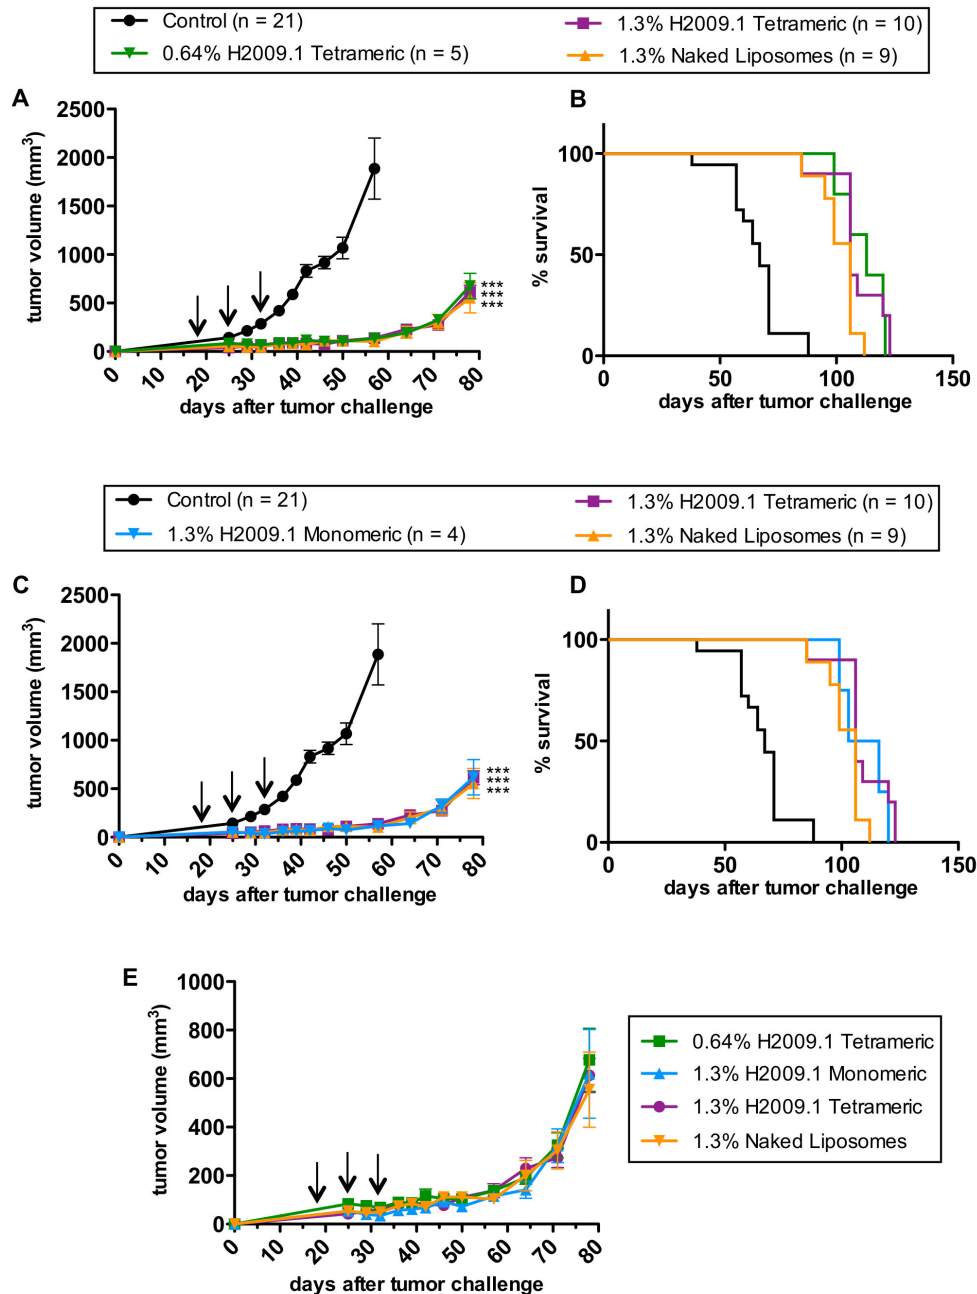 Control (n = 21)
0.64% H2009.1 Tetrameric (n = 5)
1.3% H2009.1 Tetrameric (n = 10)
1.3% Naked Liposomes (n = 9)
A
tumor volume (mm³)
2500
2000
1500
1000
500
0
0 10 20 30 40 50 60 70 80
days after tumor challenge
***
***
***
B
% survival
100
50
0
0 50 100 150
days after tumor challenge
Control (n = 21)
1.3% H2009.1 Monomeric (n = 4)
1.3% H2009.1 Tetrameric (n = 10)
1.3% Naked Liposomes (n = 9)
C
tumor volume (mm³)
2500
2000
1500
1000
500
0
0 10 20 30 40 50 60 70 80
days after tumor challenge
***
***
***
D
% survival
100
50
0
0 50 100 150
days after tumor challenge
E
tumor volume (mm³)
1000
800
600
400
200
0
0 10 20 30 40 50 60 70 80
days after tumor challenge
0.64% H2009.1 Tetrameric
1.3% H2009.1 Monomeric
1.3% H2009.1 Tetrameric
1.3% Naked Liposomes